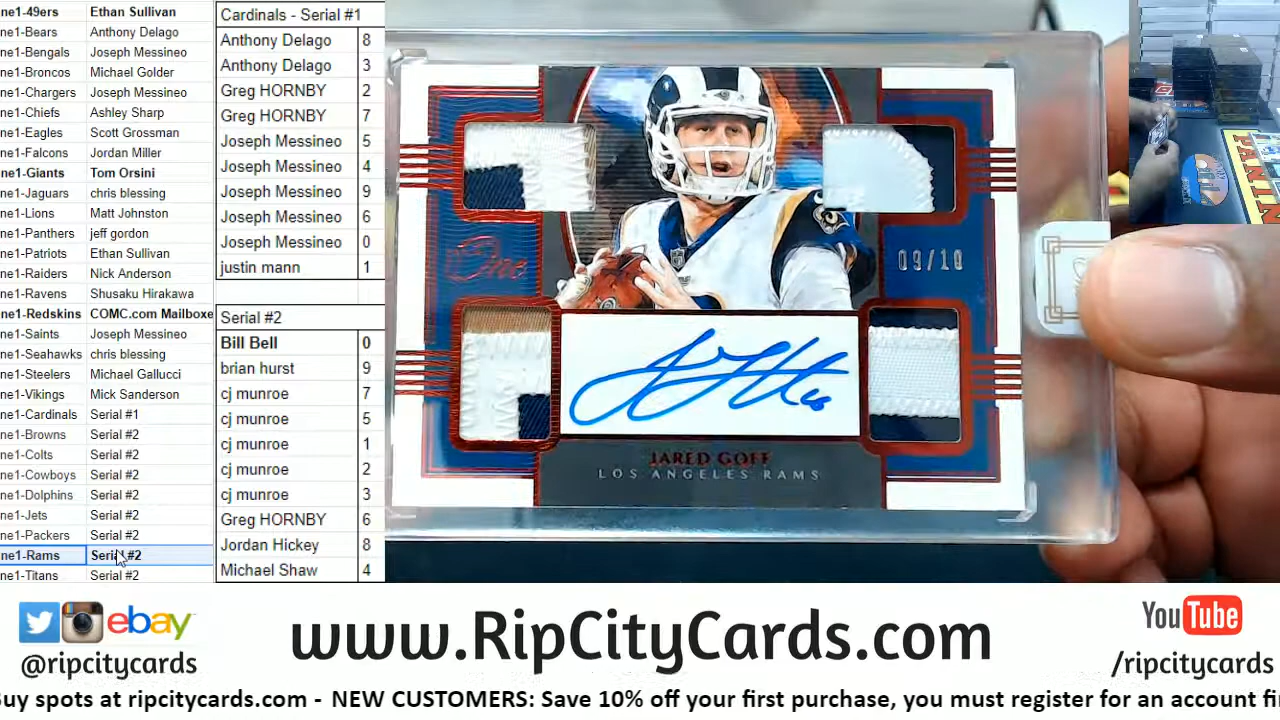 ne1-49ers Ethan Sullivan
ne1-Bears Anthony Delago
ne1-Bengals Joseph Messineo
ne1-Broncos Michael Golder
ne1-Chargers Joseph Messineo
ne1-Chiefs Ashley Sharp
ne1-Eagles Scott Grossman
ne1-Falcons Jordan Miller
ne1-Giants Tom Orsini
ne1-Jaguars chris blessing
ne1-Lions Matt Johnston
ne1-Panthers jeff gordon
ne1-Patriots Ethan Sullivan
ne1-Raiders Nick Anderson
ne1-Ravens Shusaku Hirakawa
ne1-Redskins COMC.com Mailboxe
ne1-Saints Joseph Messineo
ne1-Seahawks chris blessing
ne1-Steelers Michael Gallucci
ne1-Vikings Mick Sanderson
ne1-Cardinals Serial #1
ne1-Browns Serial #2
ne1-Colts Serial #2
ne1-Cowboys Serial #2
ne1-Dolphins Serial #2
ne1-Jets Serial #2
ne1-Packers Serial #2
ne1-Rams Serial #2
ne1-Titans Serial #2
Cardinals - Serial #1
Anthony Delago 8
Anthony Delago 3
Greg HORNBY 2
Greg HORNBY 7
Joseph Messineo 5
Joseph Messineo 4
Joseph Messineo 9
Joseph Messineo 6
Joseph Messineo 0
justin mann 1
Serial #2
Bill Bell 0
brian hurst 9
cj munroe 7
cj munroe 5
cj munroe 1
cj munroe 2
cj munroe 3
Greg HORNBY 6
Jordan Hickey 8
Michael Shaw 4
One
09/10
JARED GOFF
LOS ANGELES RAMS
PANINI
ebay
@ripcitycards
www.RipCityCards.com
YouTube
/ripcitycards
Buy spots at ripcitycards.com - NEW CUSTOMERS: Save 10% off your first purchase, you must register for an account fi